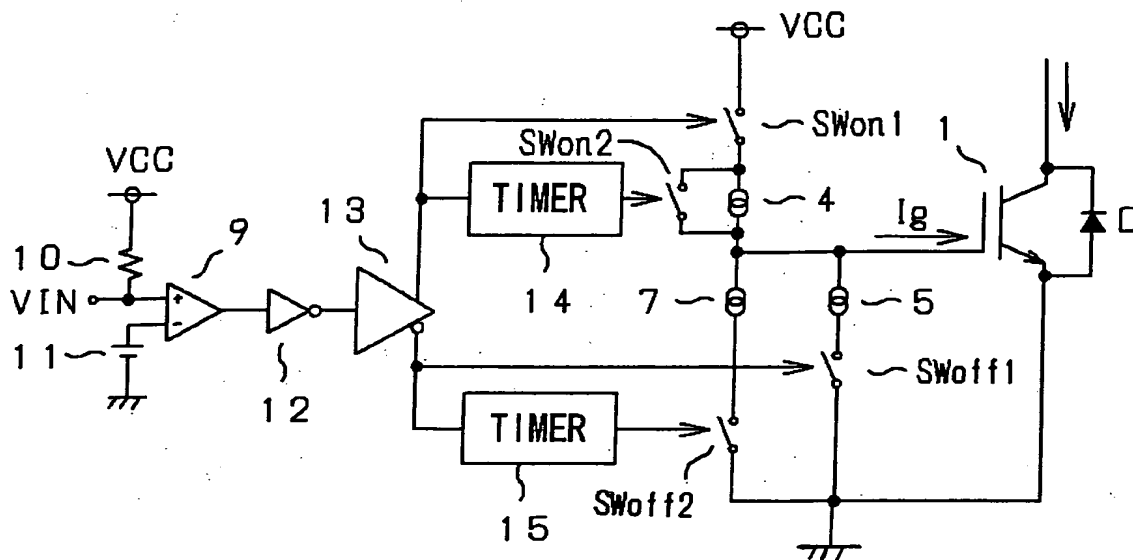 VCC
SWon1
SWon2
1
VCC
TIMER
4
13
9
Ig
D
10
14
7
5
VIN
11
SWoff1
12
TIMER
SWoff2
15